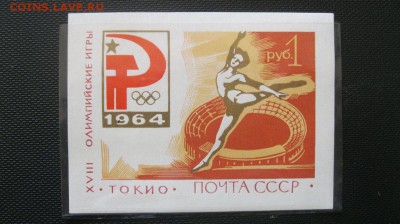 COINS.LAVE.RU
1964
руб. 1
XVIII ОЛИМПИЙСКИЕ ИГРЫ
• ТОКИО • ПОЧТА СССР •